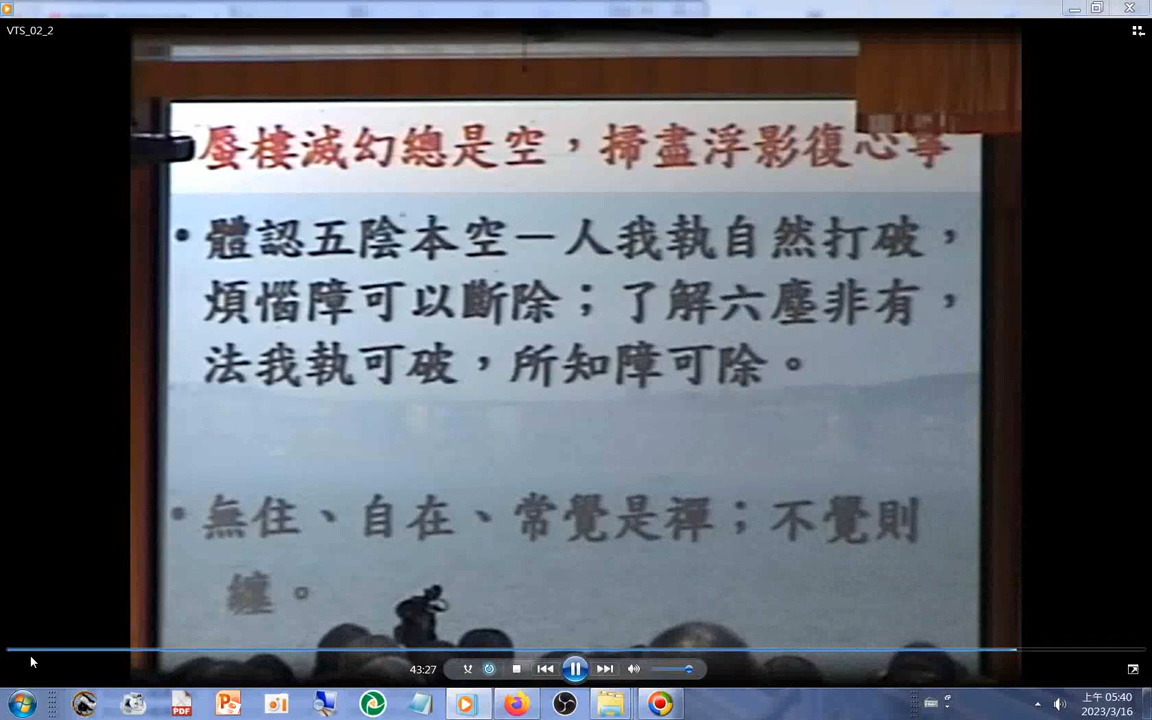 VTS_02_2
蜃樓滅幻總是空，掃盡浮影復心寧
•體認五陰本空－人我執自然打破，
煩惱障可以斷除；了解六塵非有，
法我執可破，所知障可除。
•無住、自在、常覺是禪；不覺則
纏。
43:27
上午 05:40
2023/3/16